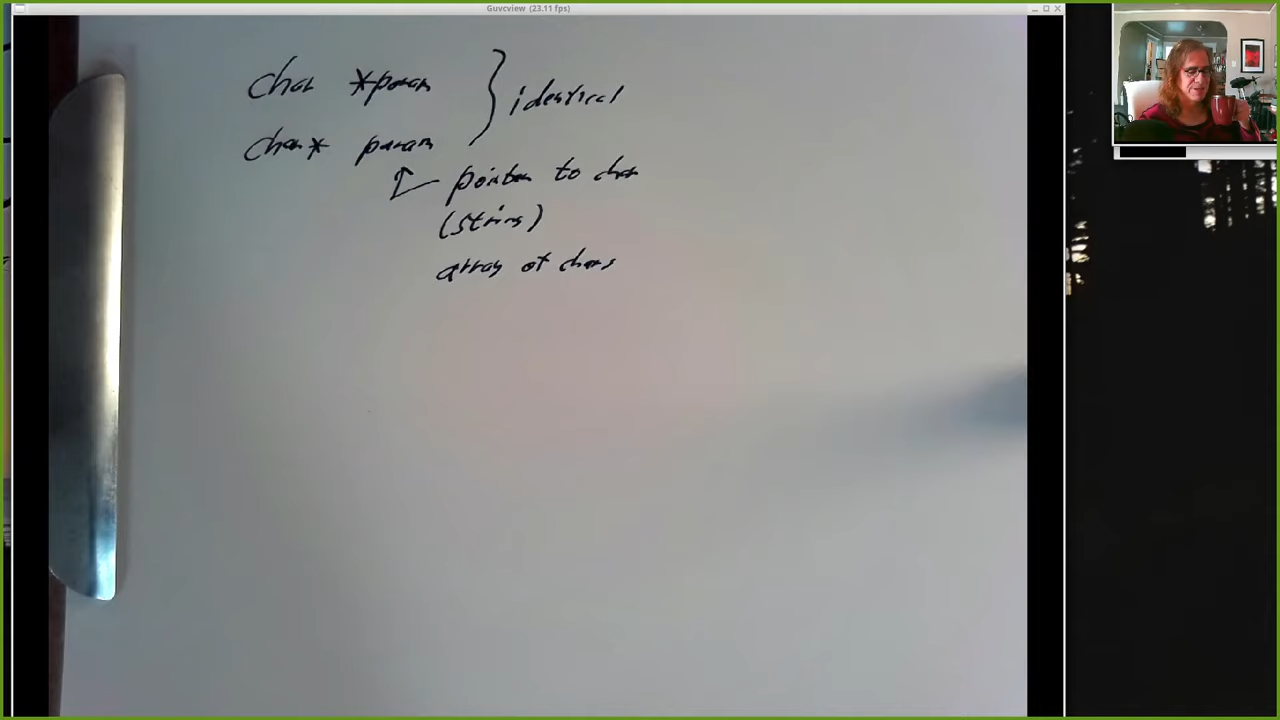 Guvcview (23.11 fps)
char *param
} identical
char* param
pointer to char
(string)
array of chars